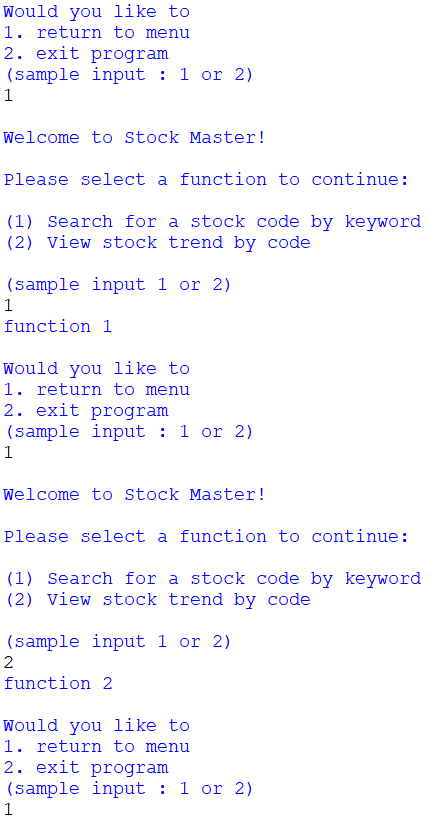 Would you like to
1. return to menu
2. exit program
(sample input : 1 or 2)
1
Welcome to Stock Master!
Please select a function to continue:
(1) Search for a stock code by keyword
(2) View stock trend by code
(sample input 1 or 2)
1
function 1
Would you like to
1. return to menu
2. exit program
(sample input : 1 or 2)
1
Welcome to Stock Master!
Please select a function to continue:
(1) Search for a stock code by keyword
(2) View stock trend by code
(sample input 1 or 2)
2
function 2
Would you like to
1. return to menu
2. exit program
(sample input : 1 or 2)
1